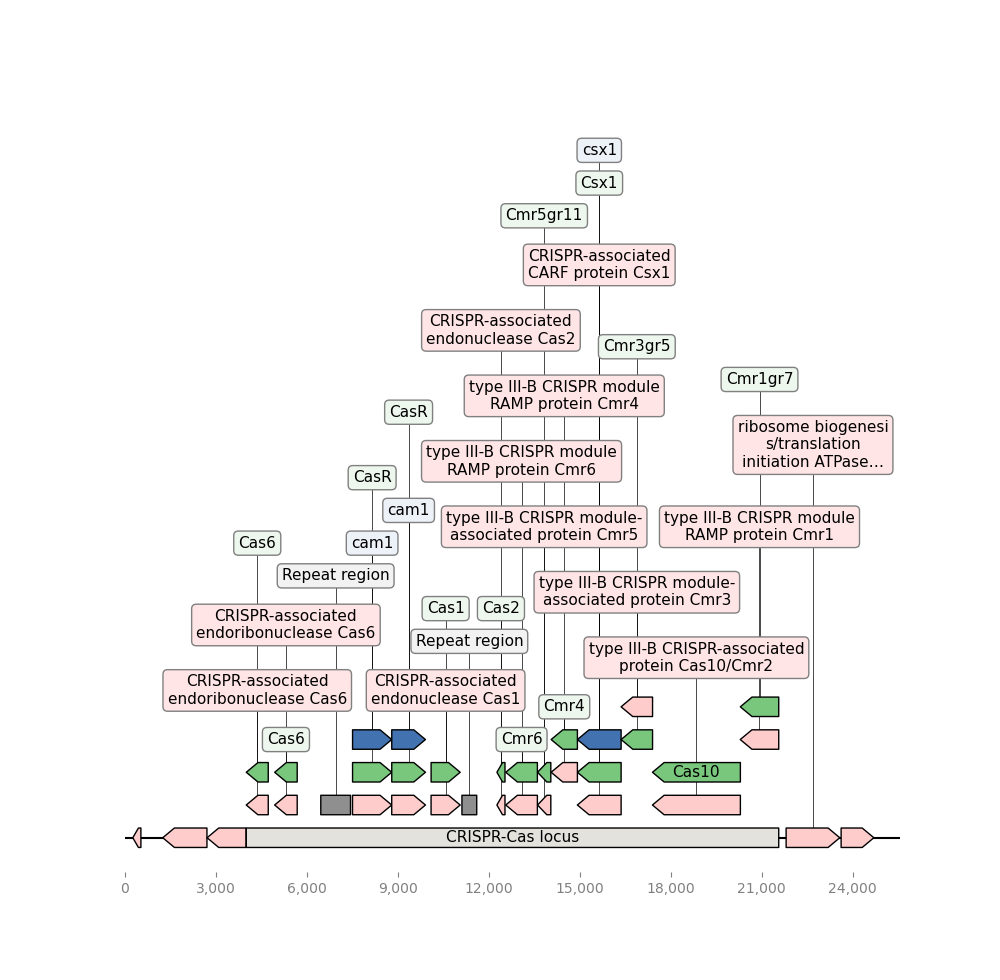 csx1
Csx1
Cmr5gr11
CRISPR-associated
CARF protein Csx1
CRISPR-associated
endonuclease Cas2
Cmr3gr5
Cmr1gr7
type III-B CRISPR module
RAMP protein Cmr4
CasR
ribosome biogenesi
s/translation
initiation ATPase...
type III-B CRISPR module
RAMP protein Cmr6
CasR
cam1
type III-B CRISPR module-
associated protein Cmr5
type III-B CRISPR module
RAMP protein Cmr1
Cas6
cam1
Repeat region
type III-B CRISPR module-
associated protein Cmr3
Cas1
Cas2
CRISPR-associated
endoribonuclease Cas6
Repeat region
type III-B CRISPR-associated
protein Cas10/Cmr2
CRISPR-associated
endoribonuclease Cas6
CRISPR-associated
endonuclease Cas1
Cmr4
Cas6
Cmr6
Cas10
CRISPR-Cas locus
0
3,000
6,000
9,000
12,000
15,000
18,000
21,000
24,000